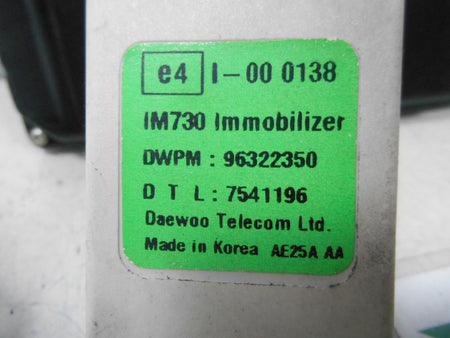 e4 I-00 0138
IM730 Immobilizer
DWPM : 96322350
D T L : 7541196
Daewoo Telecom Ltd.
Made in Korea AE25A AA